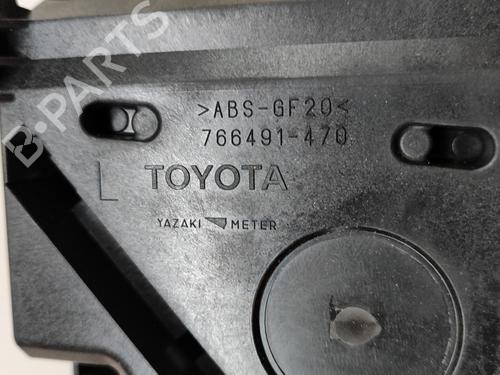 B-PARTS
>ABS-GF20<
766491-470
L TOYOTA
YAZAKI METER